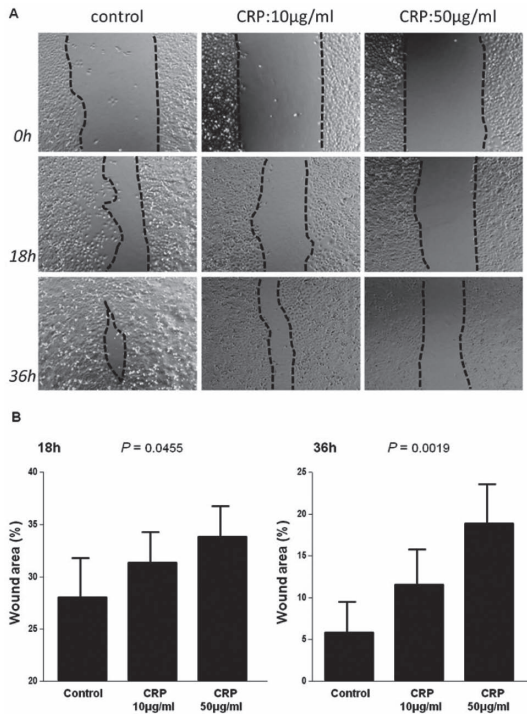 A
control CRP:10µg/ml CRP:50µg/ml
0h
18h
36h
B
18h P = 0.0455
Wound area (%)
40
35
30
25
20
Control CRP 10µg/ml CRP 50µg/ml
36h P = 0.0019
Wound area (%)
25
20
15
10
5
0
Control CRP 10µg/ml CRP 50µg/ml